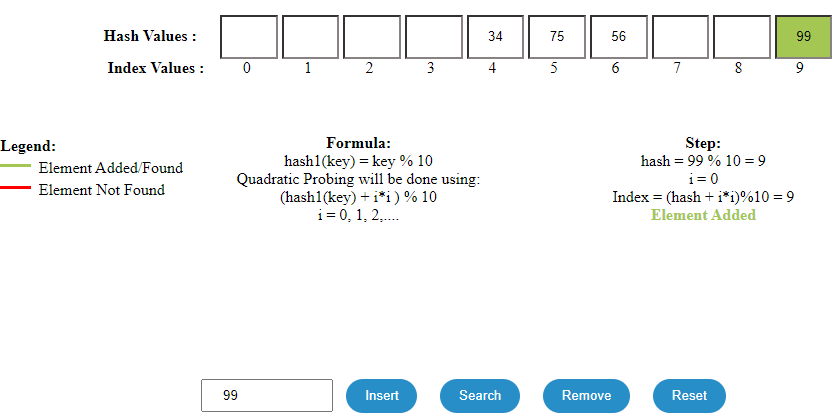 Hash Values : 34 75 56 99
Index Values : 0 1 2 3 4 5 6 7 8 9
Legend:
Element Added/Found
Element Not Found
Formula:
hash1(key) = key % 10
Quadratic Probing will be done using:
(hash1(key) + i*i ) % 10
i = 0, 1, 2,....
Step:
hash = 99 % 10 = 9
i = 0
Index = (hash + i*i)%10 = 9
Element Added
99 Insert Search Remove Reset